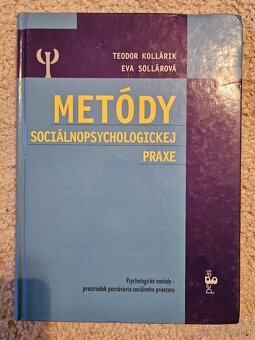 TEODOR KOLLÁRIK
EVA SOLLÁROVÁ
METÓDY
SOCIÁLNOPSYCHOLOGICKEJ
PRAXE
Psychologické metódy -
prostriedok poznávania sociálneho priestoru